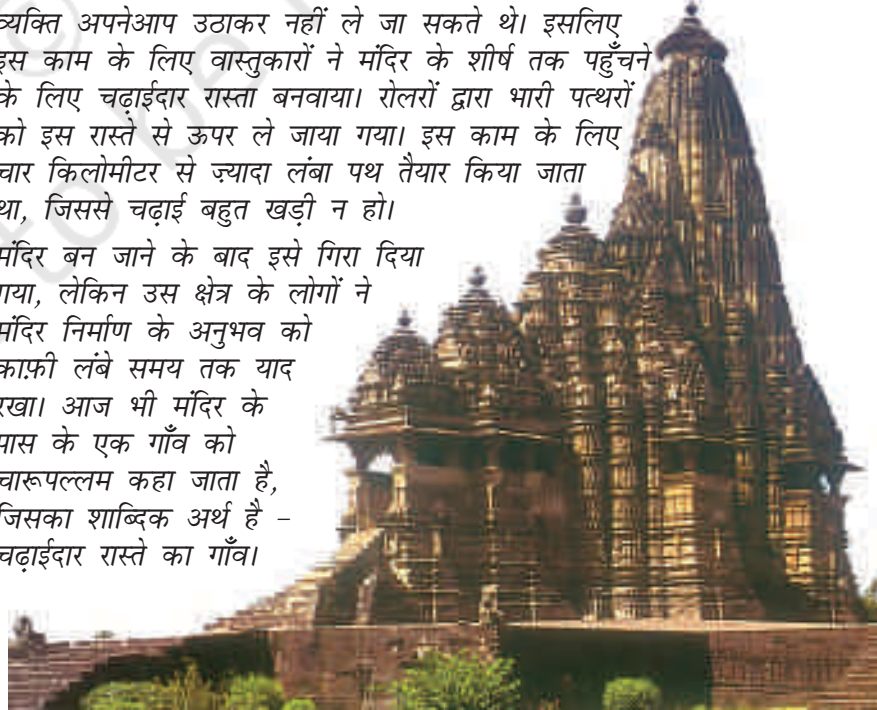 व्यक्ति अपनेआप उठाकर नहीं ले जा सकते थे। इसलिए
इस काम के लिए वास्तुकारों ने मंदिर के शीर्ष तक पहुँचने
के लिए चढ़ाईदार रास्ता बनवाया। रोलरों द्वारा भारी पत्थरों
को इस रास्ते से ऊपर ले जाया गया। इस काम के लिए
चार किलोमीटर से ज़्यादा लंबा पथ तैयार किया जाता
था, जिससे चढ़ाई बहुत खड़ी न हो।
मंदिर बन जाने के बाद इसे गिरा दिया
गया, लेकिन उस क्षेत्र के लोगों ने
मंदिर निर्माण के अनुभव को
काफ़ी लंबे समय तक याद
रखा। आज भी मंदिर के
पास के एक गाँव को
चारूपल्लम कहा जाता है,
जिसका शाब्दिक अर्थ है –
चढ़ाईदार रास्ते का गाँव।
to be